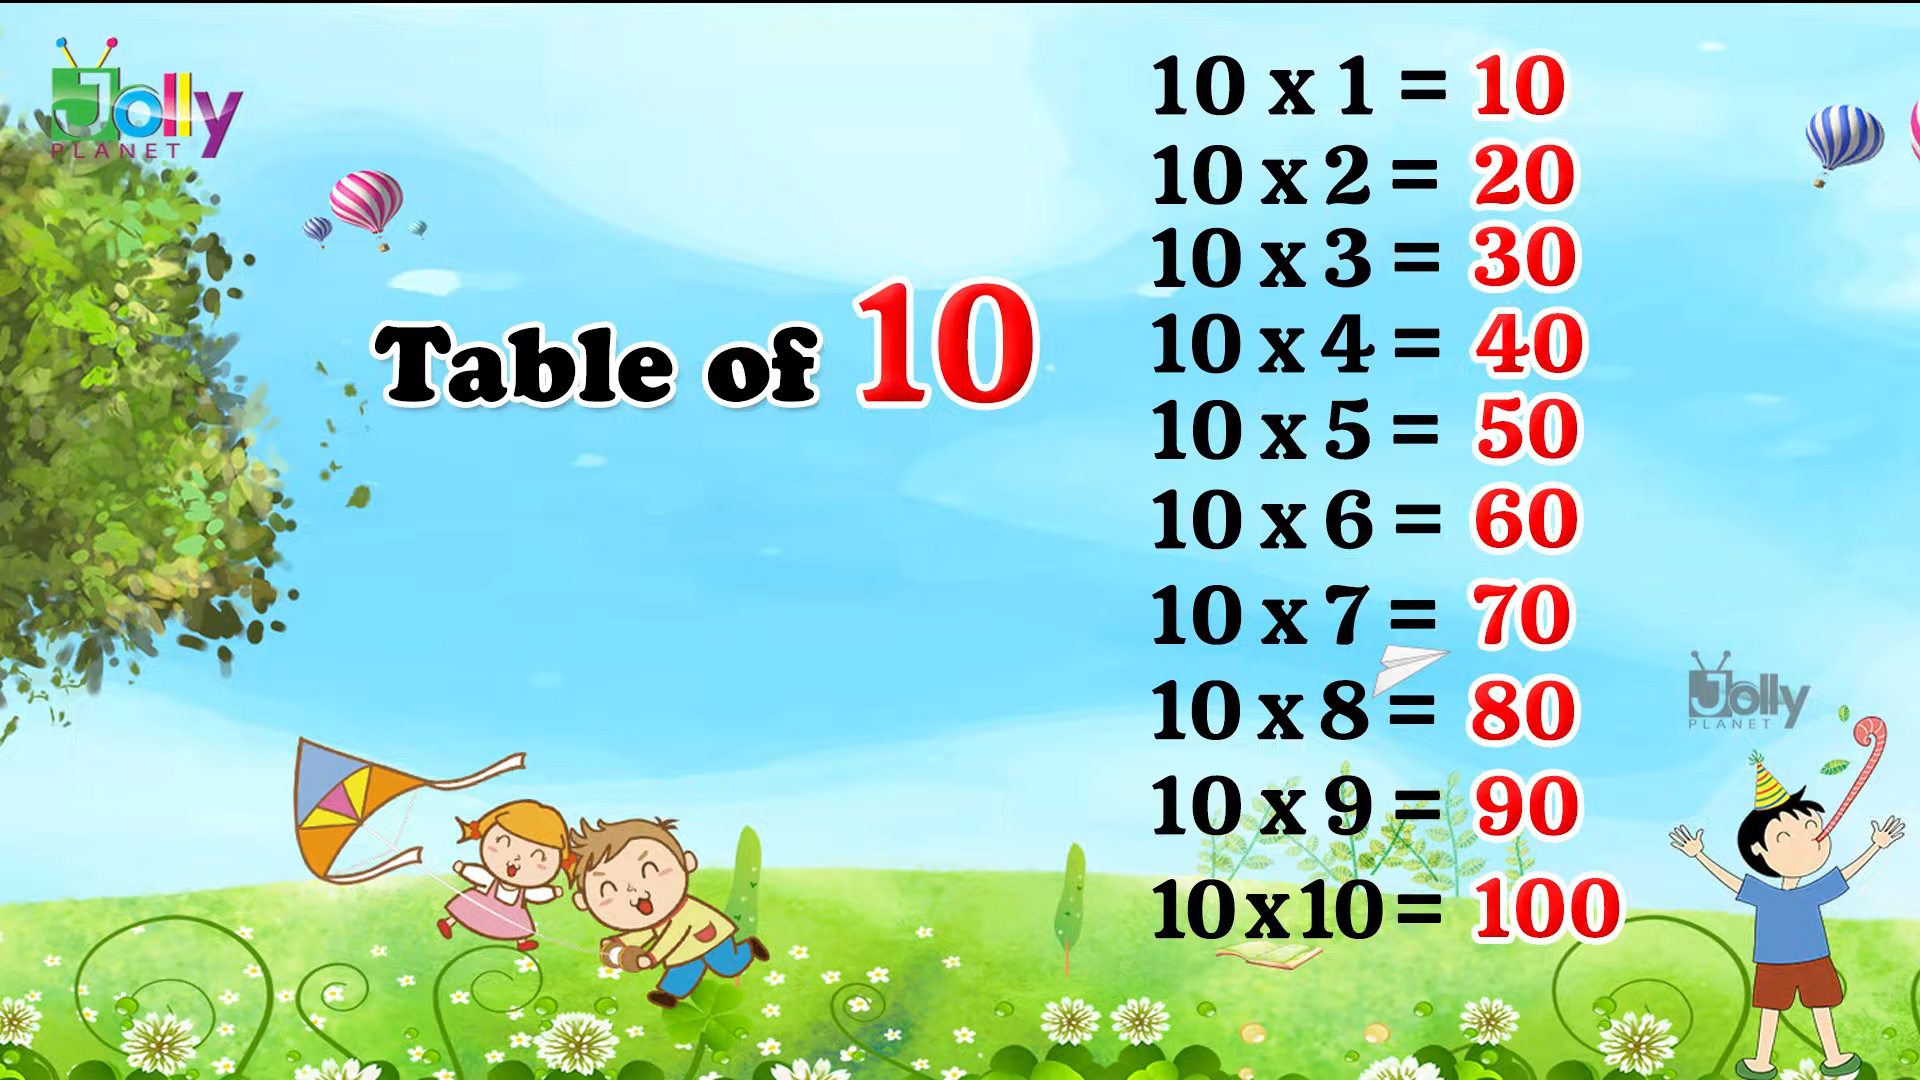 Jolly
PLANET
Table of 10
10 x 1 = 10
10 x 2 = 20
10 x 3 = 30
10 x 4 = 40
10 x 5 = 50
10 x 6 = 60
10 x 7 = 70
10 x 8 = 80
10 x 9 = 90
10 x 10 = 100
Jolly
PLANET